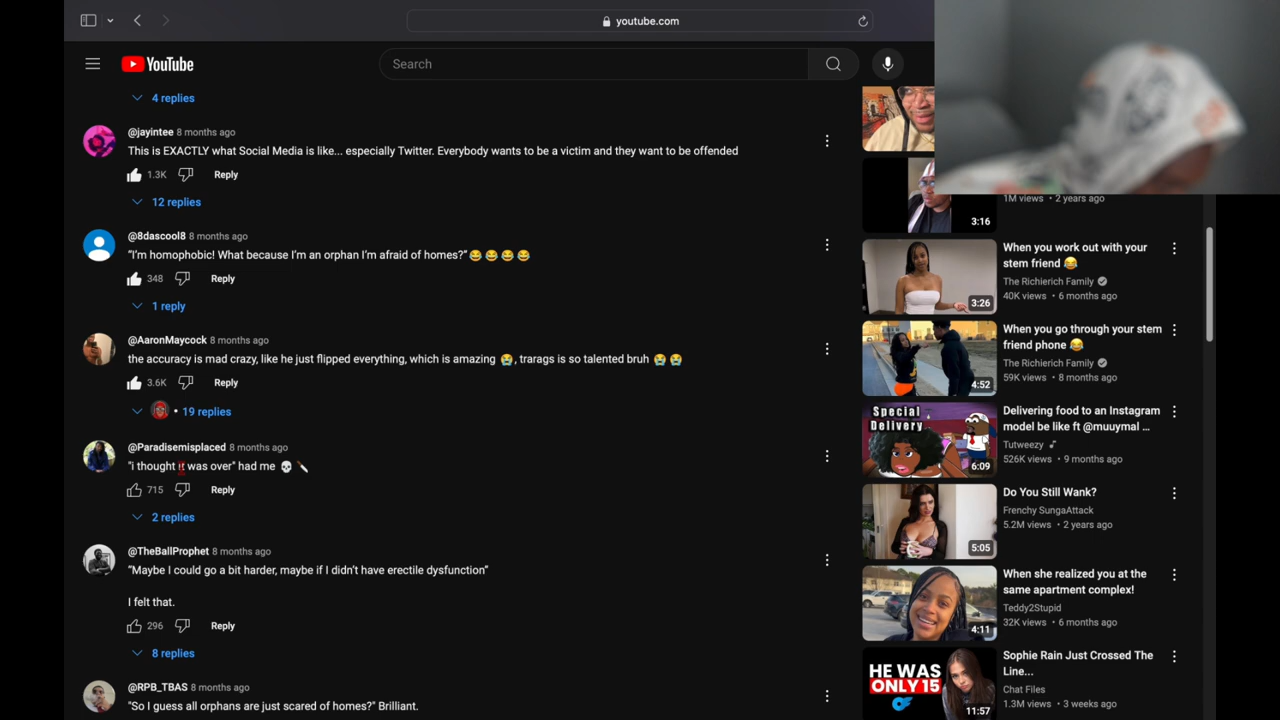 youtube.com
YouTube
Search
4 replies
@jayintee 8 months ago
This is EXACTLY what Social Media is like... especially Twitter. Everybody wants to be a victim and they want to be offended
1.3K Reply
12 replies
@8dascool8 8 months ago
“I’m homophobic! What because I’m an orphan I’m afraid of homes?”😂 😂 😂 😂
348 Reply
1 reply
@AaronMaycock 8 months ago
the accuracy is mad crazy, like he just flipped everything, which is amazing 😭, trarags is so talented bruh 😭 😭
3.6K Reply
• 19 replies
@Paradisemisplaced 8 months ago
"i thought it was over" had me 💀 🔪
715 Reply
2 replies
@TheBallProphet 8 months ago
“Maybe I could go a bit harder, maybe if I didn’t have erectile dysfunction”
I felt that.
296 Reply
8 replies
@RPB_TBAS 8 months ago
"So I guess all orphans are just scared of homes?" Brilliant.
1M views • 2 years ago
3:16
When you work out with your
stem friend 😂
The Richierich Family
40K views • 6 months ago
3:26
When you go through your stem
friend phone 😂
The Richierich Family
59K views • 8 months ago
4:52
Special
Delivery
Delivering food to an Instagram
model be like ft @muuymal ...
Tutweezy
526K views • 9 months ago
6:09
Do You Still Wank?
Frenchy SungaAttack
5.2M views • 2 years ago
5:05
When she realized you at the
same apartment complex!
Teddy2Stupid
32K views • 6 months ago
4:11
HE WAS
ONLY 15
Sophie Rain Just Crossed The
Line...
Chat Files
1.3M views • 3 weeks ago
11:57